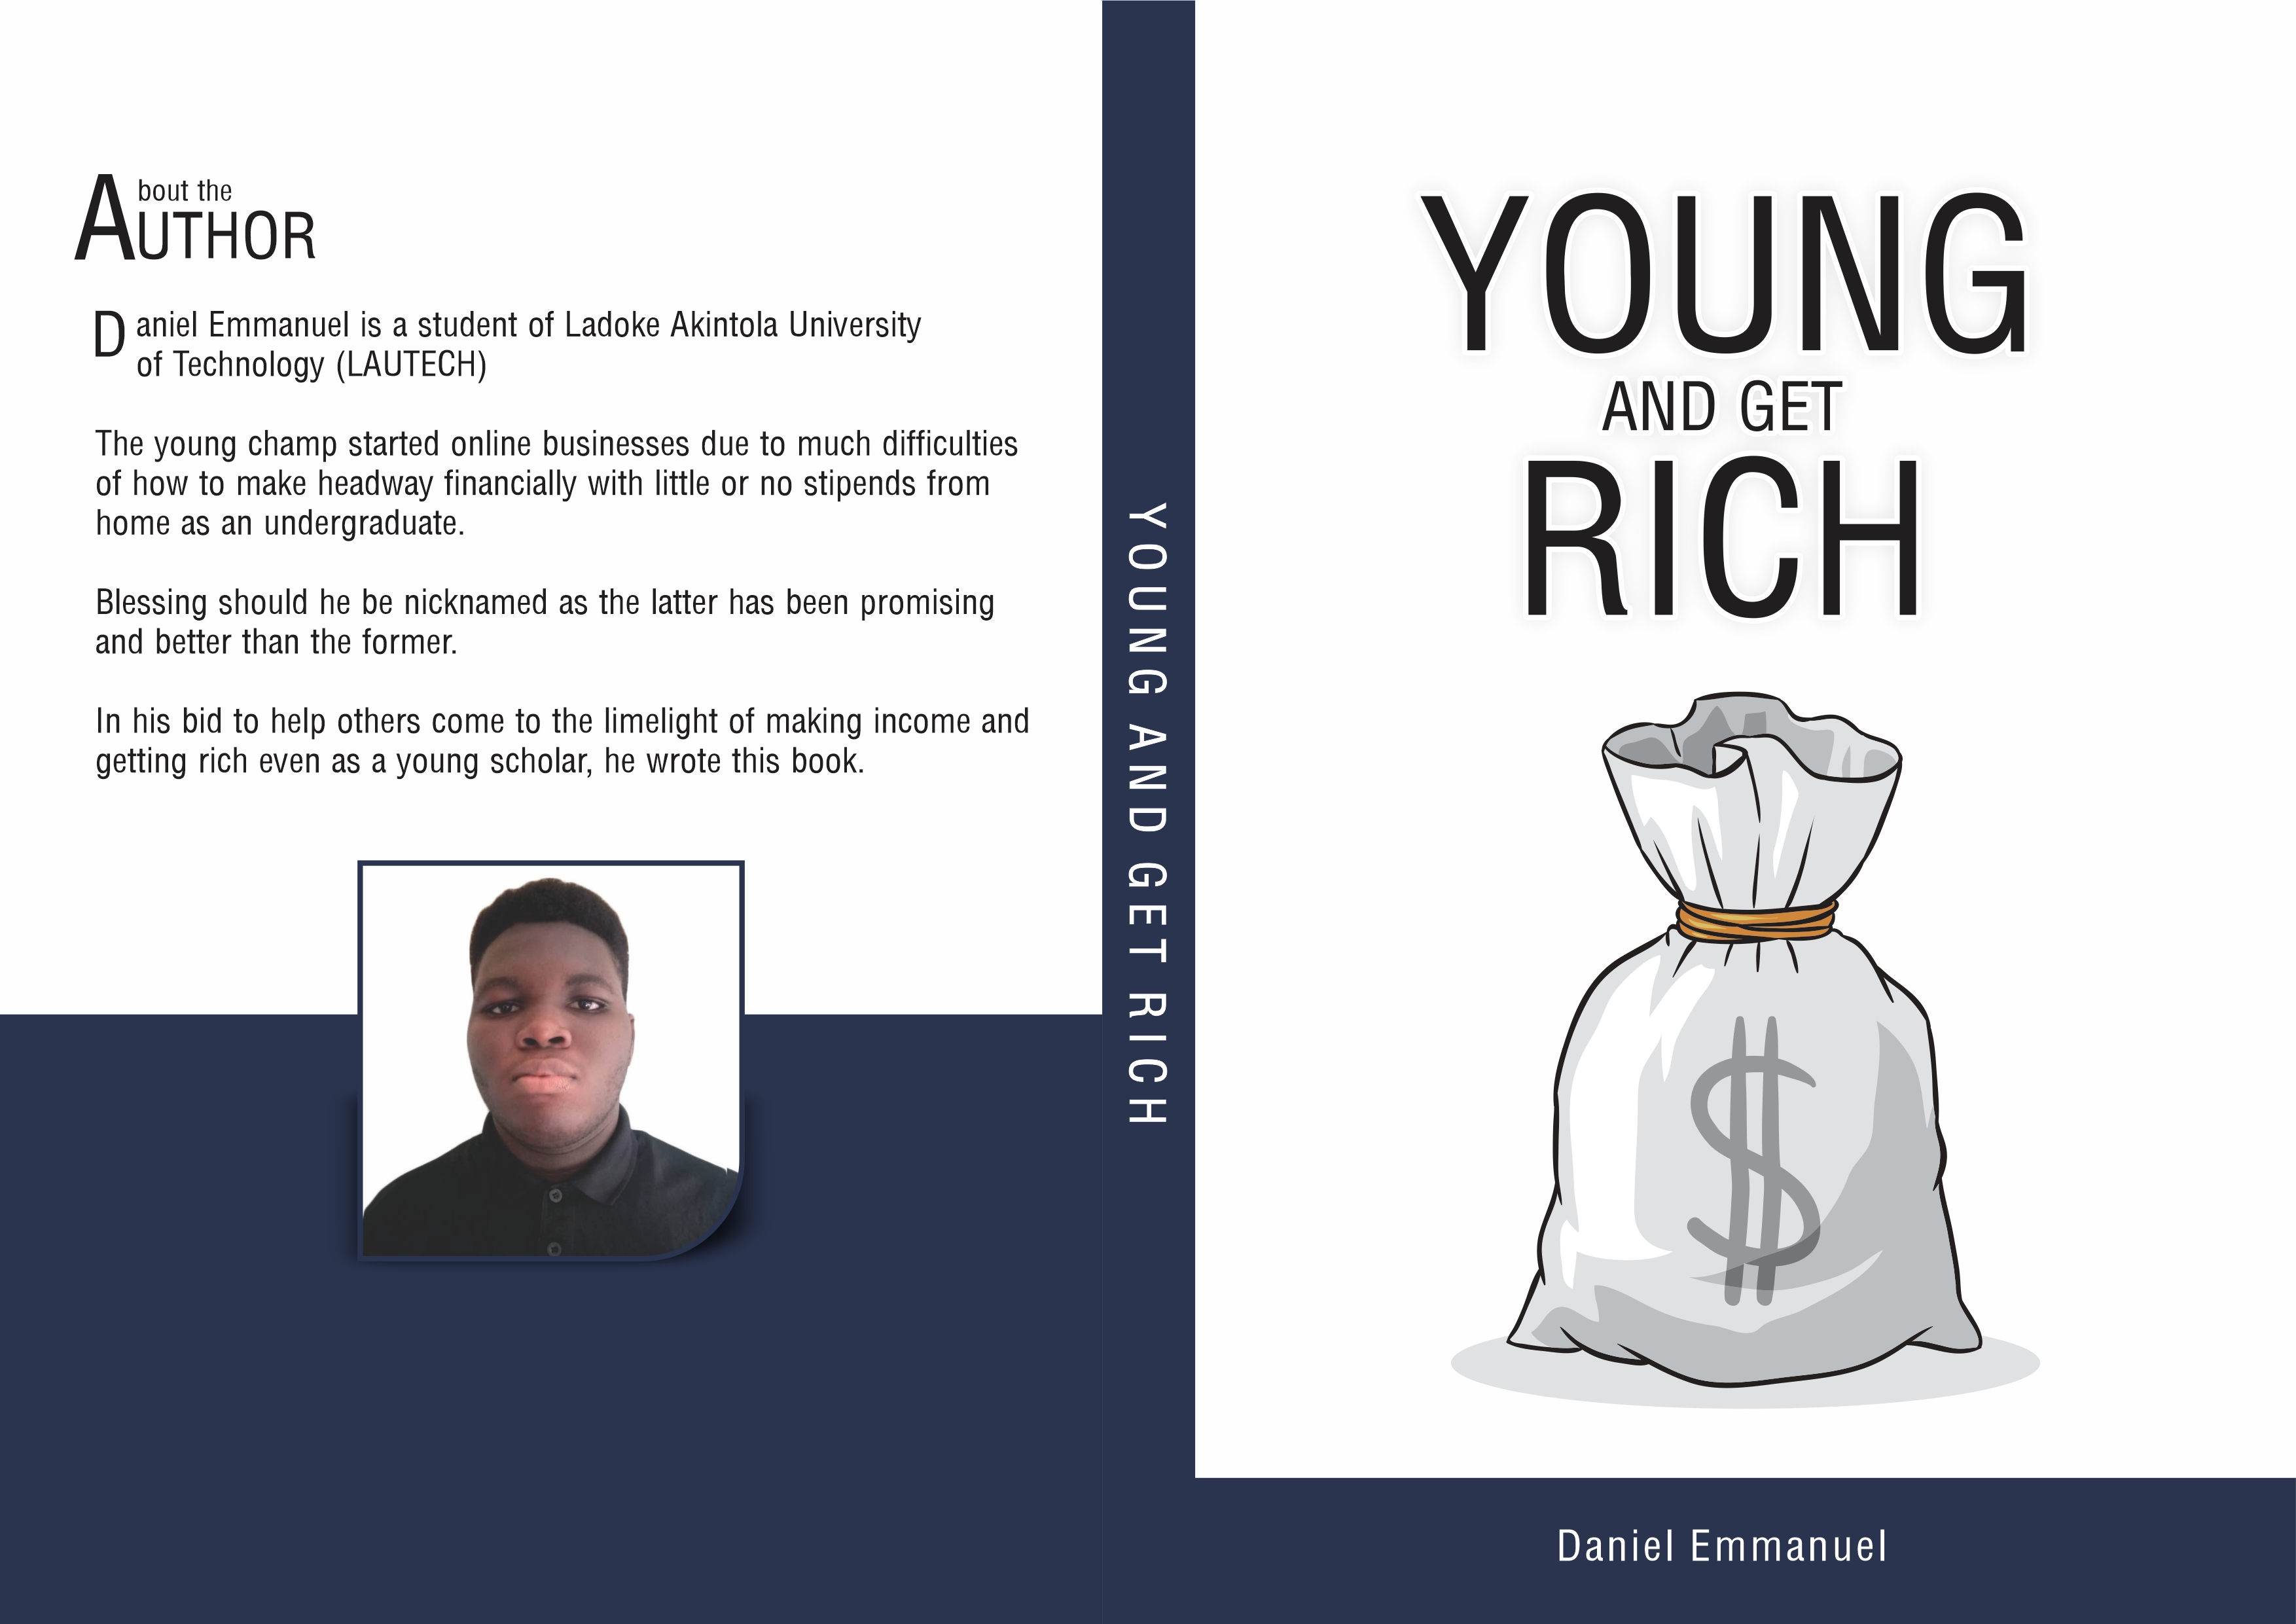 About the
AUTHOR
Daniel Emmanuel is a student of Ladoke Akintola University
of Technology (LAUTECH)
The young champ started online businesses due to much difficulties
of how to make headway financially with little or no stipends from
home as an undergraduate.
Blessing should he be nicknamed as the latter has been promising
and better than the former.
In his bid to help others come to the limelight of making income and
getting rich even as a young scholar, he wrote this book.
YOUNG AND GET RICH
YOUNG
AND GET
RICH
$
Daniel Emmanuel